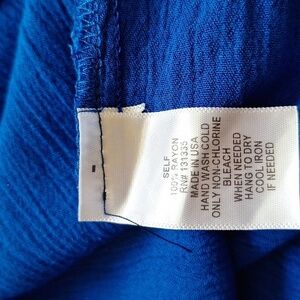 SELF
100% RAYON
RN# 131335
MADE IN USA
HAND WASH COLD
ONLY NON-CHLORINE
BLEACH
WHEN NEEDED
HANG TO DRY
COOL IRON
IF NEEDED